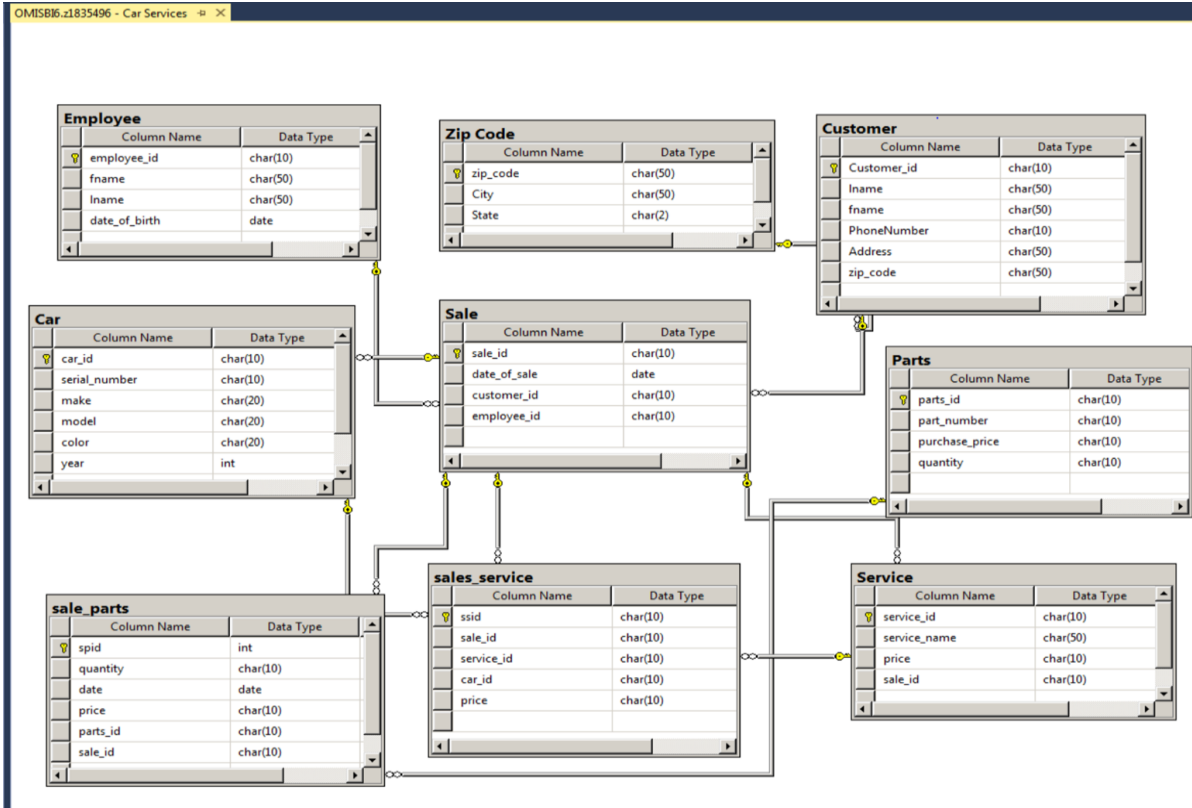 OMISBI6.z1835496 - Car Services
Employee
Column Name Data Type
employee_id char(10)
fname char(50)
lname char(50)
date_of_birth date
Zip Code
Column Name Data Type
zip_code char(50)
City char(50)
State char(2)
Customer
Column Name Data Type
Customer_id char(10)
lname char(50)
fname char(50)
PhoneNumber char(10)
Address char(50)
zip_code char(50)
Car
Column Name Data Type
car_id char(10)
serial_number char(10)
make char(20)
model char(20)
color char(20)
year int
Sale
Column Name Data Type
sale_id char(10)
date_of_sale date
customer_id char(10)
employee_id char(10)
Parts
Column Name Data Type
parts_id char(10)
part_number char(10)
purchase_price char(10)
quantity char(10)
sale_parts
Column Name Data Type
spid int
quantity char(10)
date date
price char(10)
parts_id char(10)
sale_id char(10)
sales_service
Column Name Data Type
ssid char(10)
sale_id char(10)
service_id char(10)
car_id char(10)
price char(10)
Service
Column Name Data Type
service_id char(10)
service_name char(50)
price char(10)
sale_id char(10)